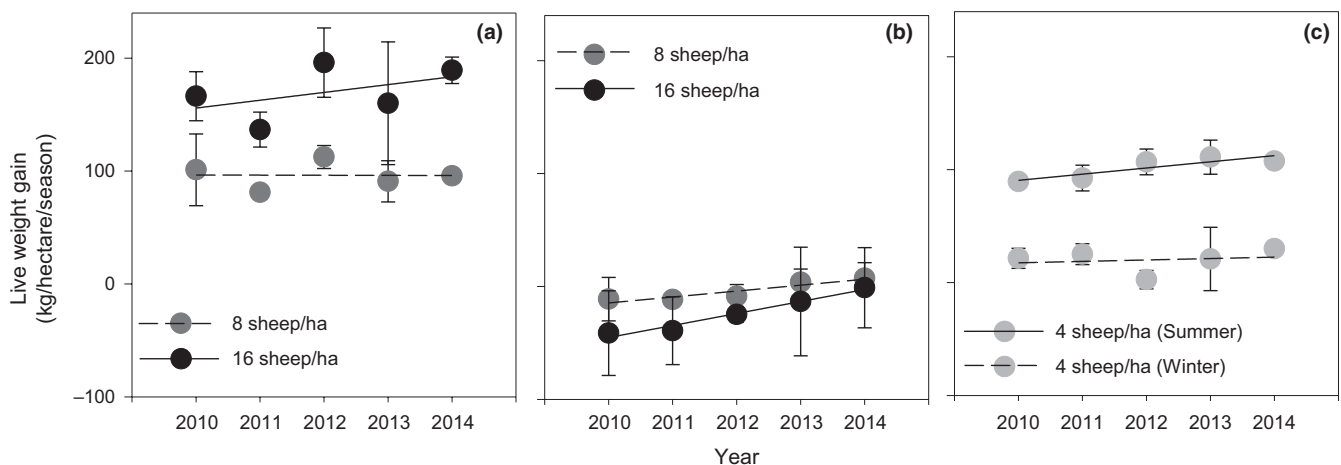 Live weight gain
(kg/hectare/season)
200
100
0
–100
(a)
8 sheep/ha
16 sheep/ha
2010 2011 2012 2013 2014
(b)
8 sheep/ha
16 sheep/ha
2010 2011 2012 2013 2014
(c)
4 sheep/ha (Summer)
4 sheep/ha (Winter)
2010 2011 2012 2013 2014
Year